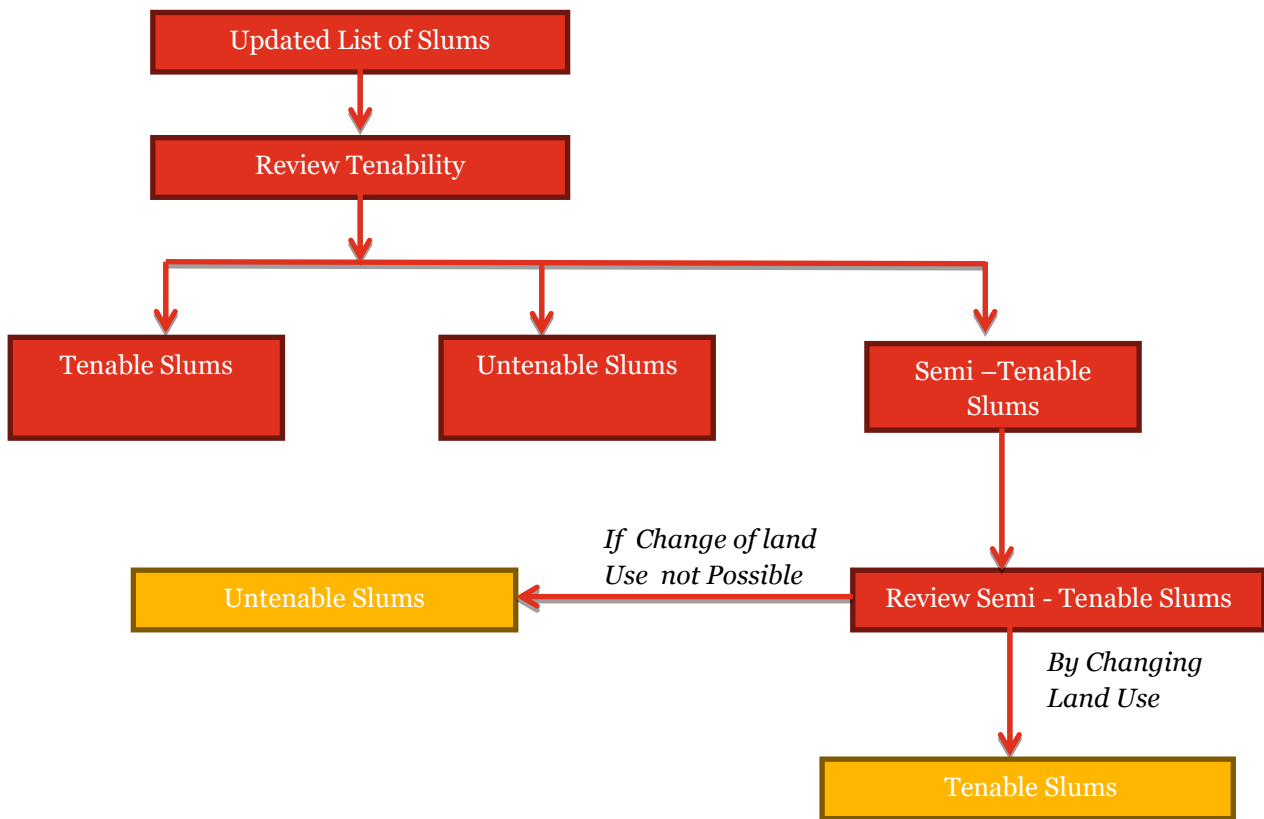 Updated List of Slums
Review Tenability
Tenable Slums
Untenable Slums
Semi –Tenable
Slums
If  Change of land
Use  not Possible
Untenable Slums
Review Semi - Tenable Slums
By Changing
Land Use
Tenable Slums